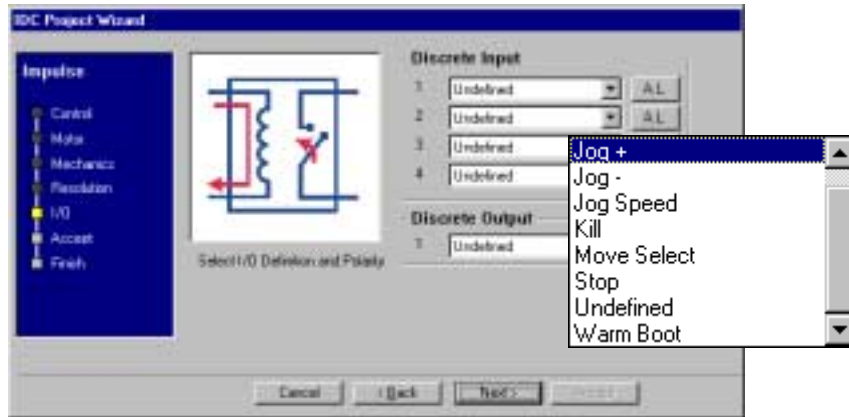 IDC Project Wizard
Impulse
Control
Motor
Mechanics
Resolution
I/O
Accept
Finish
Select I/O Definition and Polarity
Discrete Input
1 Undefined A.L.
2 Undefined A.L.
3 Undefined
4 Undefined
Discrete Output
1 Undefined
Jog +
Jog -
Jog Speed
Kill
Move Select
Stop
Undefined
Warm Boot
Cancel
< Back
Next >